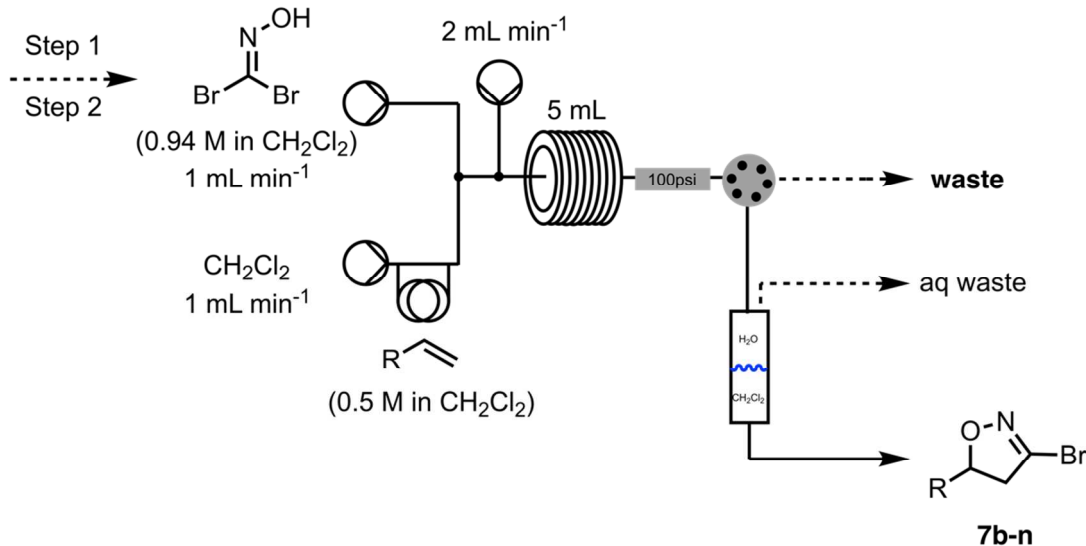 Step 1
Step 2
N
OH
Br
Br
(0.94 M in CH₂Cl₂)
1 mL min⁻¹
2 mL min⁻¹
5 mL
100psi
waste
CH₂Cl₂
1 mL min⁻¹
R
(0.5 M in CH₂Cl₂)
aq waste
H₂O
CH₂Cl₂
O
N
Br
R
7b-n